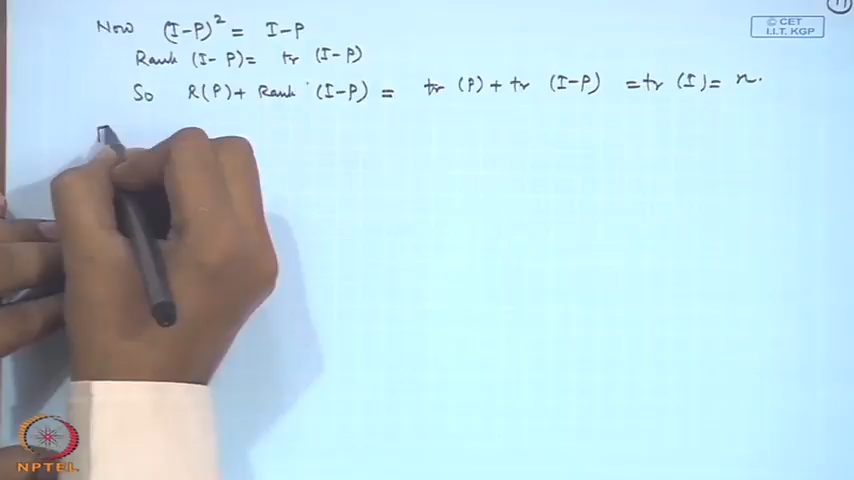 Now (I-P)² = I-P
Rank (I-P) = tr (I-P)
So R(P) + Rank (I-P) = tr (P) + tr (I-P) = tr (I) = n.
© CET
I.I.T. KGP
NPTEL